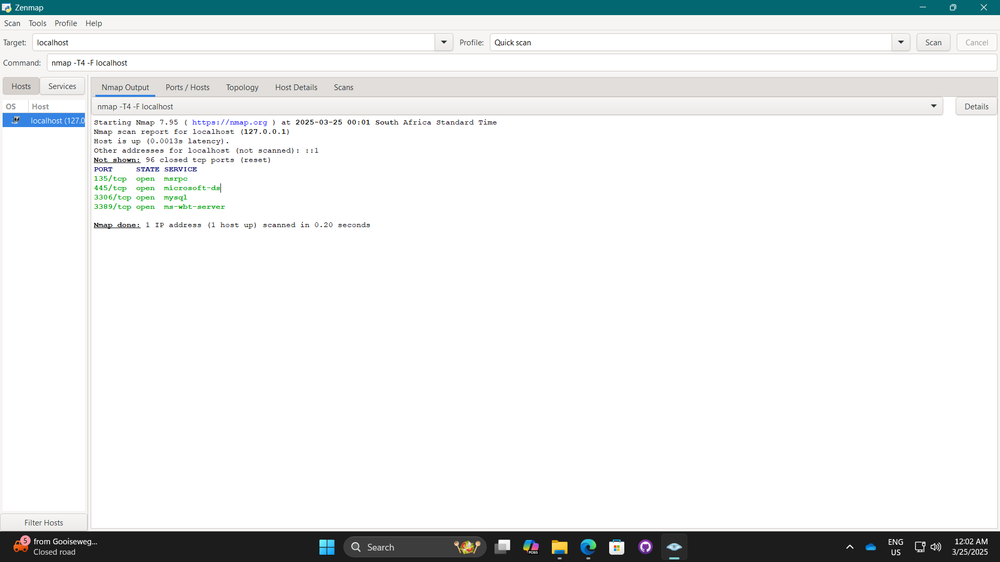 Zenmap
Scan Tools Profile Help
Target: localhost Profile: Quick scan Scan Cancel
Command: nmap -T4 -F localhost
Hosts Services
OS Host
localhost (127.0
Nmap Output Ports / Hosts Topology Host Details Scans
nmap -T4 -F localhost Details
Starting Nmap 7.95 ( https://nmap.org ) at 2025-03-25 00:01 South Africa Standard Time
Nmap scan report for localhost (127.0.0.1)
Host is up (0.0013s latency).
Other addresses for localhost (not scanned): ::1
Not shown: 96 closed tcp ports (reset)
PORT STATE SERVICE
135/tcp open msrpc
445/tcp open microsoft-ds
3306/tcp open mysql
3389/tcp open ms-wbt-server
Nmap done: 1 IP address (1 host up) scanned in 0.20 seconds
Filter Hosts
5 from Gooiseweg...
Closed road
Search
M365
ENG
US
12:02 AM
3/25/2025